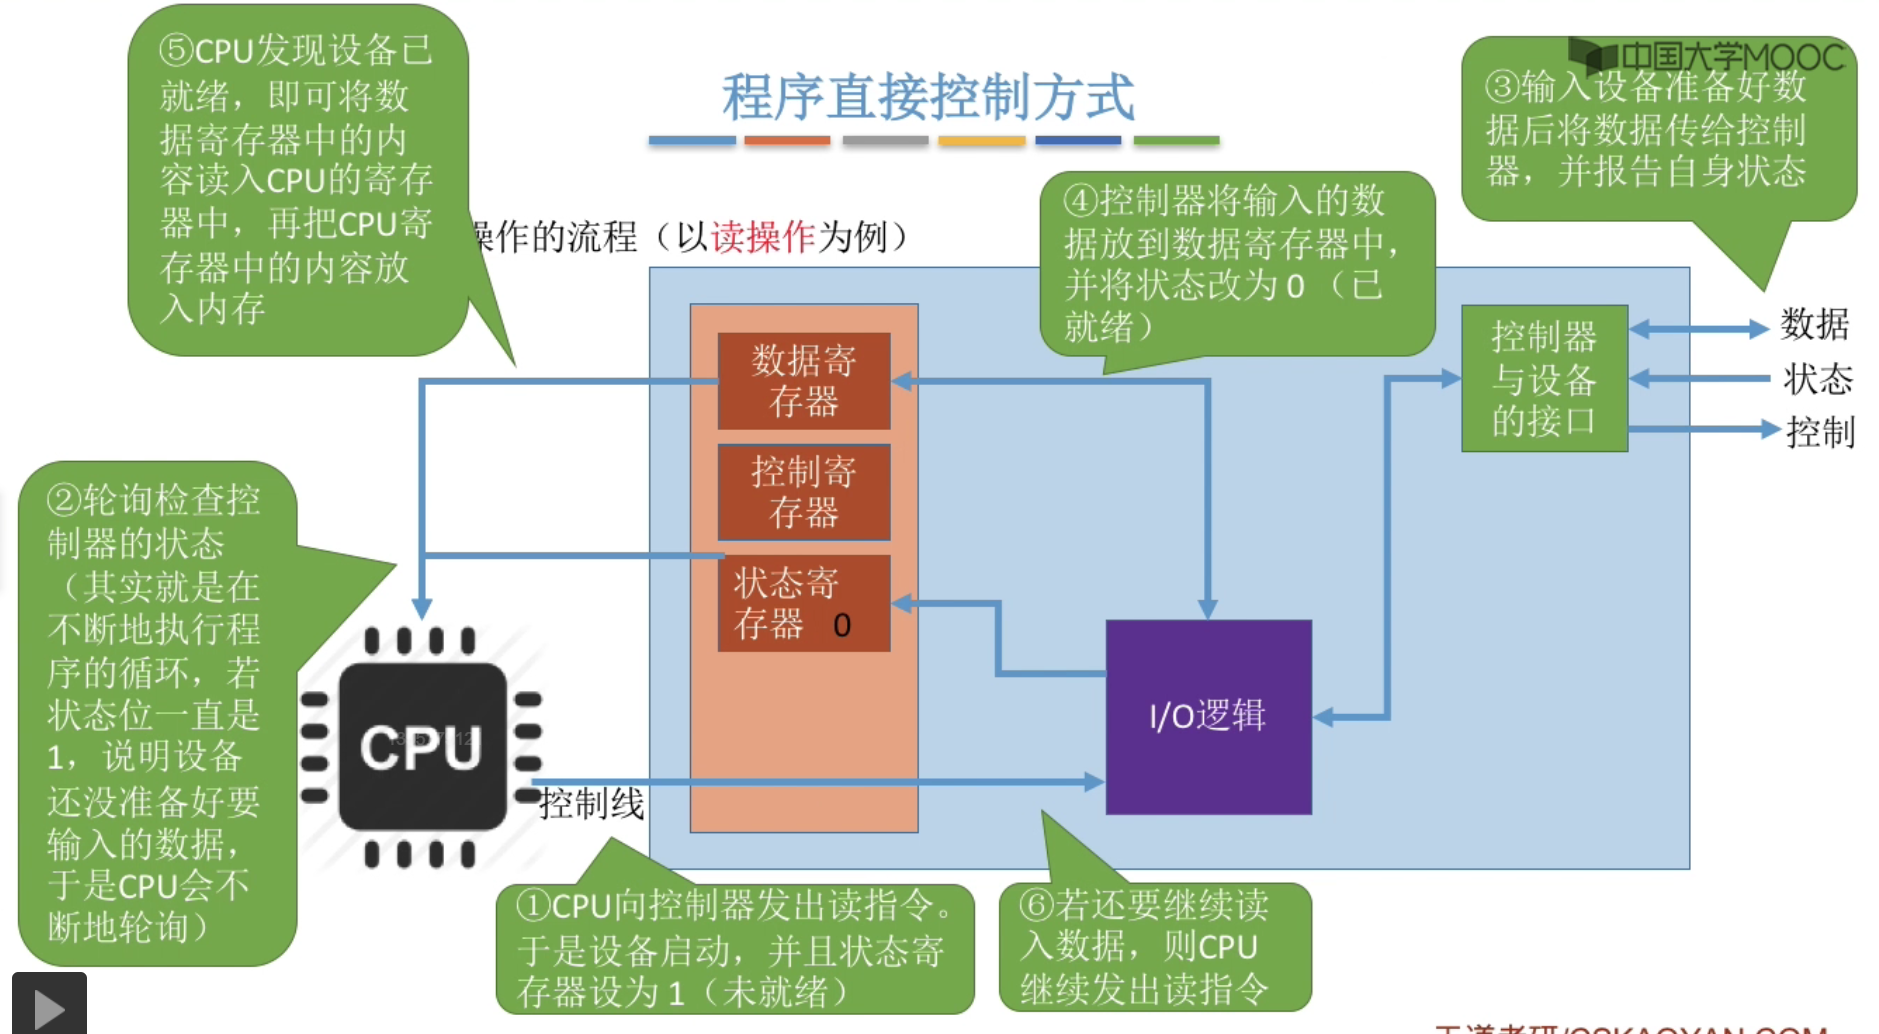 ⑤CPU发现设备已
就绪，即可将数
据寄存器中的内
容读入CPU的寄存
器中，再把CPU寄
存器中的内容放
入内存
程序直接控制方式
中国大学MOOC
③输入设备准备好数
据后将数据传给控制
器，并报告自身状态
④控制器将输入的数
据放到数据寄存器中，
并将状态改为 0 （已
就绪）
操作的流程（以读操作为例）
数据寄
存器
控制寄
存器
状态寄
存器 0
控制器
与设备
的接口
数据
状态
控制
②轮询检查控
制器的状态
（其实就是在
不断地执行程
序的循环，若
状态位一直是
1，说明设备
还没准备好要
输入的数据，
于是CPU会不
断地轮询）
CPU
I/O逻辑
控制线
①CPU向控制器发出读指令。
于是设备启动，并且状态寄
存器设为 1（未就绪）
⑥若还要继续读
入数据，则CPU
继续发出读指令
王道考研/CSKAOYAN.COM